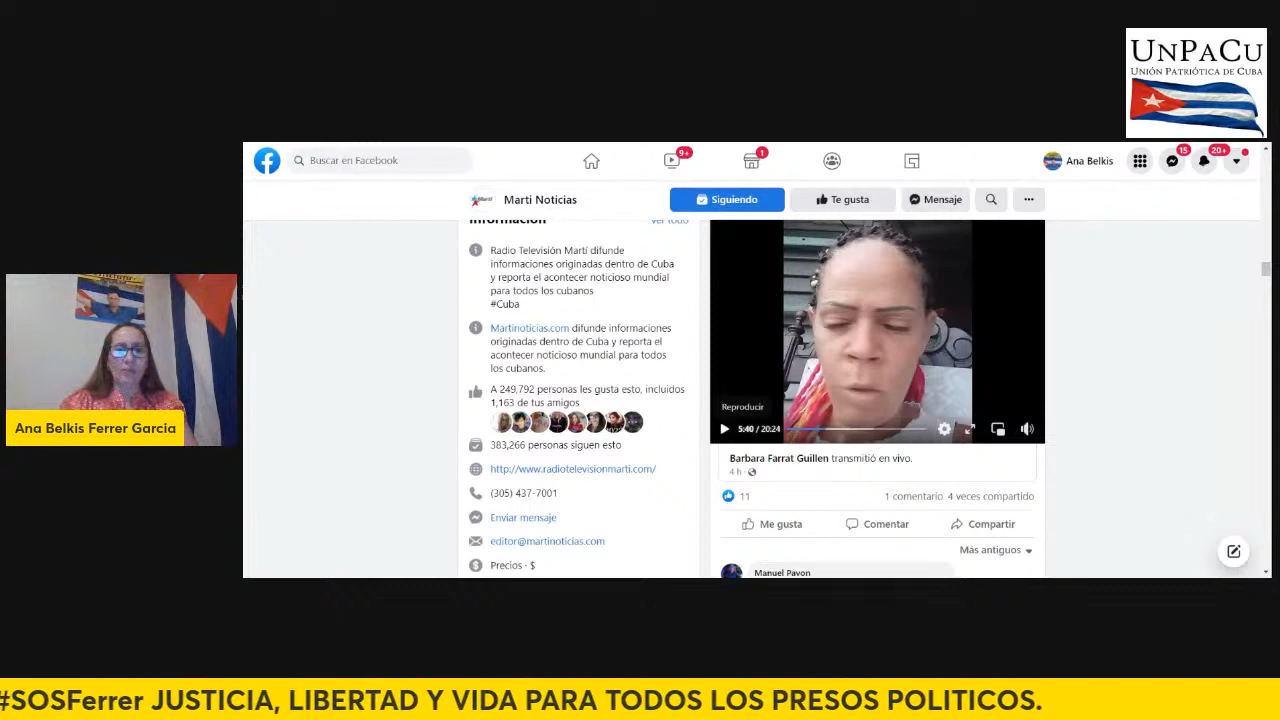 UNPACU
UNIÓN PATRIÓTICA DE CUBA
Buscar en Facebook
9+
1
Ana Belkis
15
20+
Marti Noticias
Siguiendo
Te gusta
Mensaje
Información
Ver todo
Radio Televisión Martí difunde
informaciones originadas dentro de Cuba
y reporta el acontecer noticioso mundial
para todos los cubanos
#Cuba
Martinoticias.com difunde informaciones
originadas dentro de Cuba y reporta el
acontecer noticioso mundial para todos
los cubanos.
A 249,792 personas les gusta esto, incluidos
1,163 de tus amigos
383,266 personas siguen esto
http://www.radiotelevisionmarti.com/
(305) 437-7001
Enviar mensaje
editor@martinoticias.com
Precios · $
Reproducir
5:40 / 20:24
Barbara Farrat Guillen transmitió en vivo.
4 h ·
11
1 comentario 4 veces compartido
Me gusta
Comentar
Compartir
Más antiguos
Manuel Pavon
Ana Belkis Ferrer Garcia
#SOSFerrer JUSTICIA, LIBERTAD Y VIDA PARA TODOS LOS PRESOS POLITICOS.